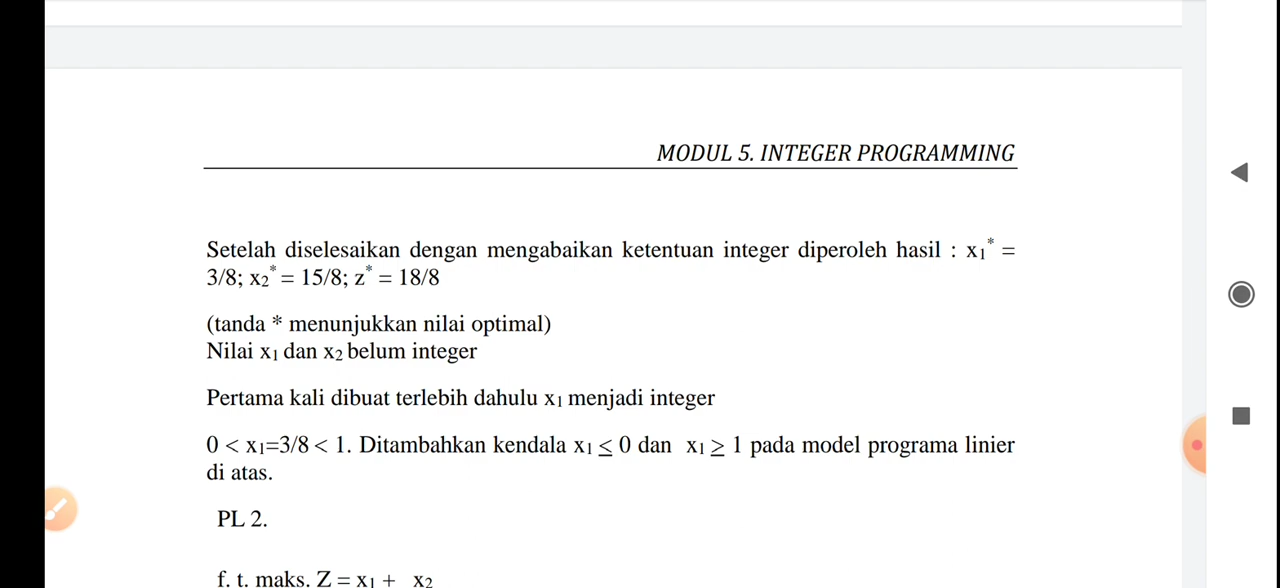 MODUL 5. INTEGER PROGRAMMING
Setelah diselesaikan dengan mengabaikan ketentuan integer diperoleh hasil : x₁* =
3/8; x₂* = 15/8; z* = 18/8
(tanda * menunjukkan nilai optimal)
Nilai x₁ dan x₂ belum integer
Pertama kali dibuat terlebih dahulu x₁ menjadi integer
0 < x₁=3/8 < 1. Ditambahkan kendala x₁ ≤ 0 dan x₁ ≥ 1 pada model programa linier
di atas.
PL 2.
f. t. maks. Z = x₁ + x₂